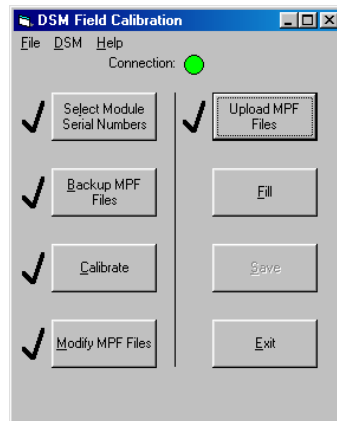 DSM Field Calibration
File DSM Help
Connection:
Select Module
Serial Numbers
Backup MPF
Files
Calibrate
Modify MPF Files
Upload MPF
Files
Fill
Save
Exit